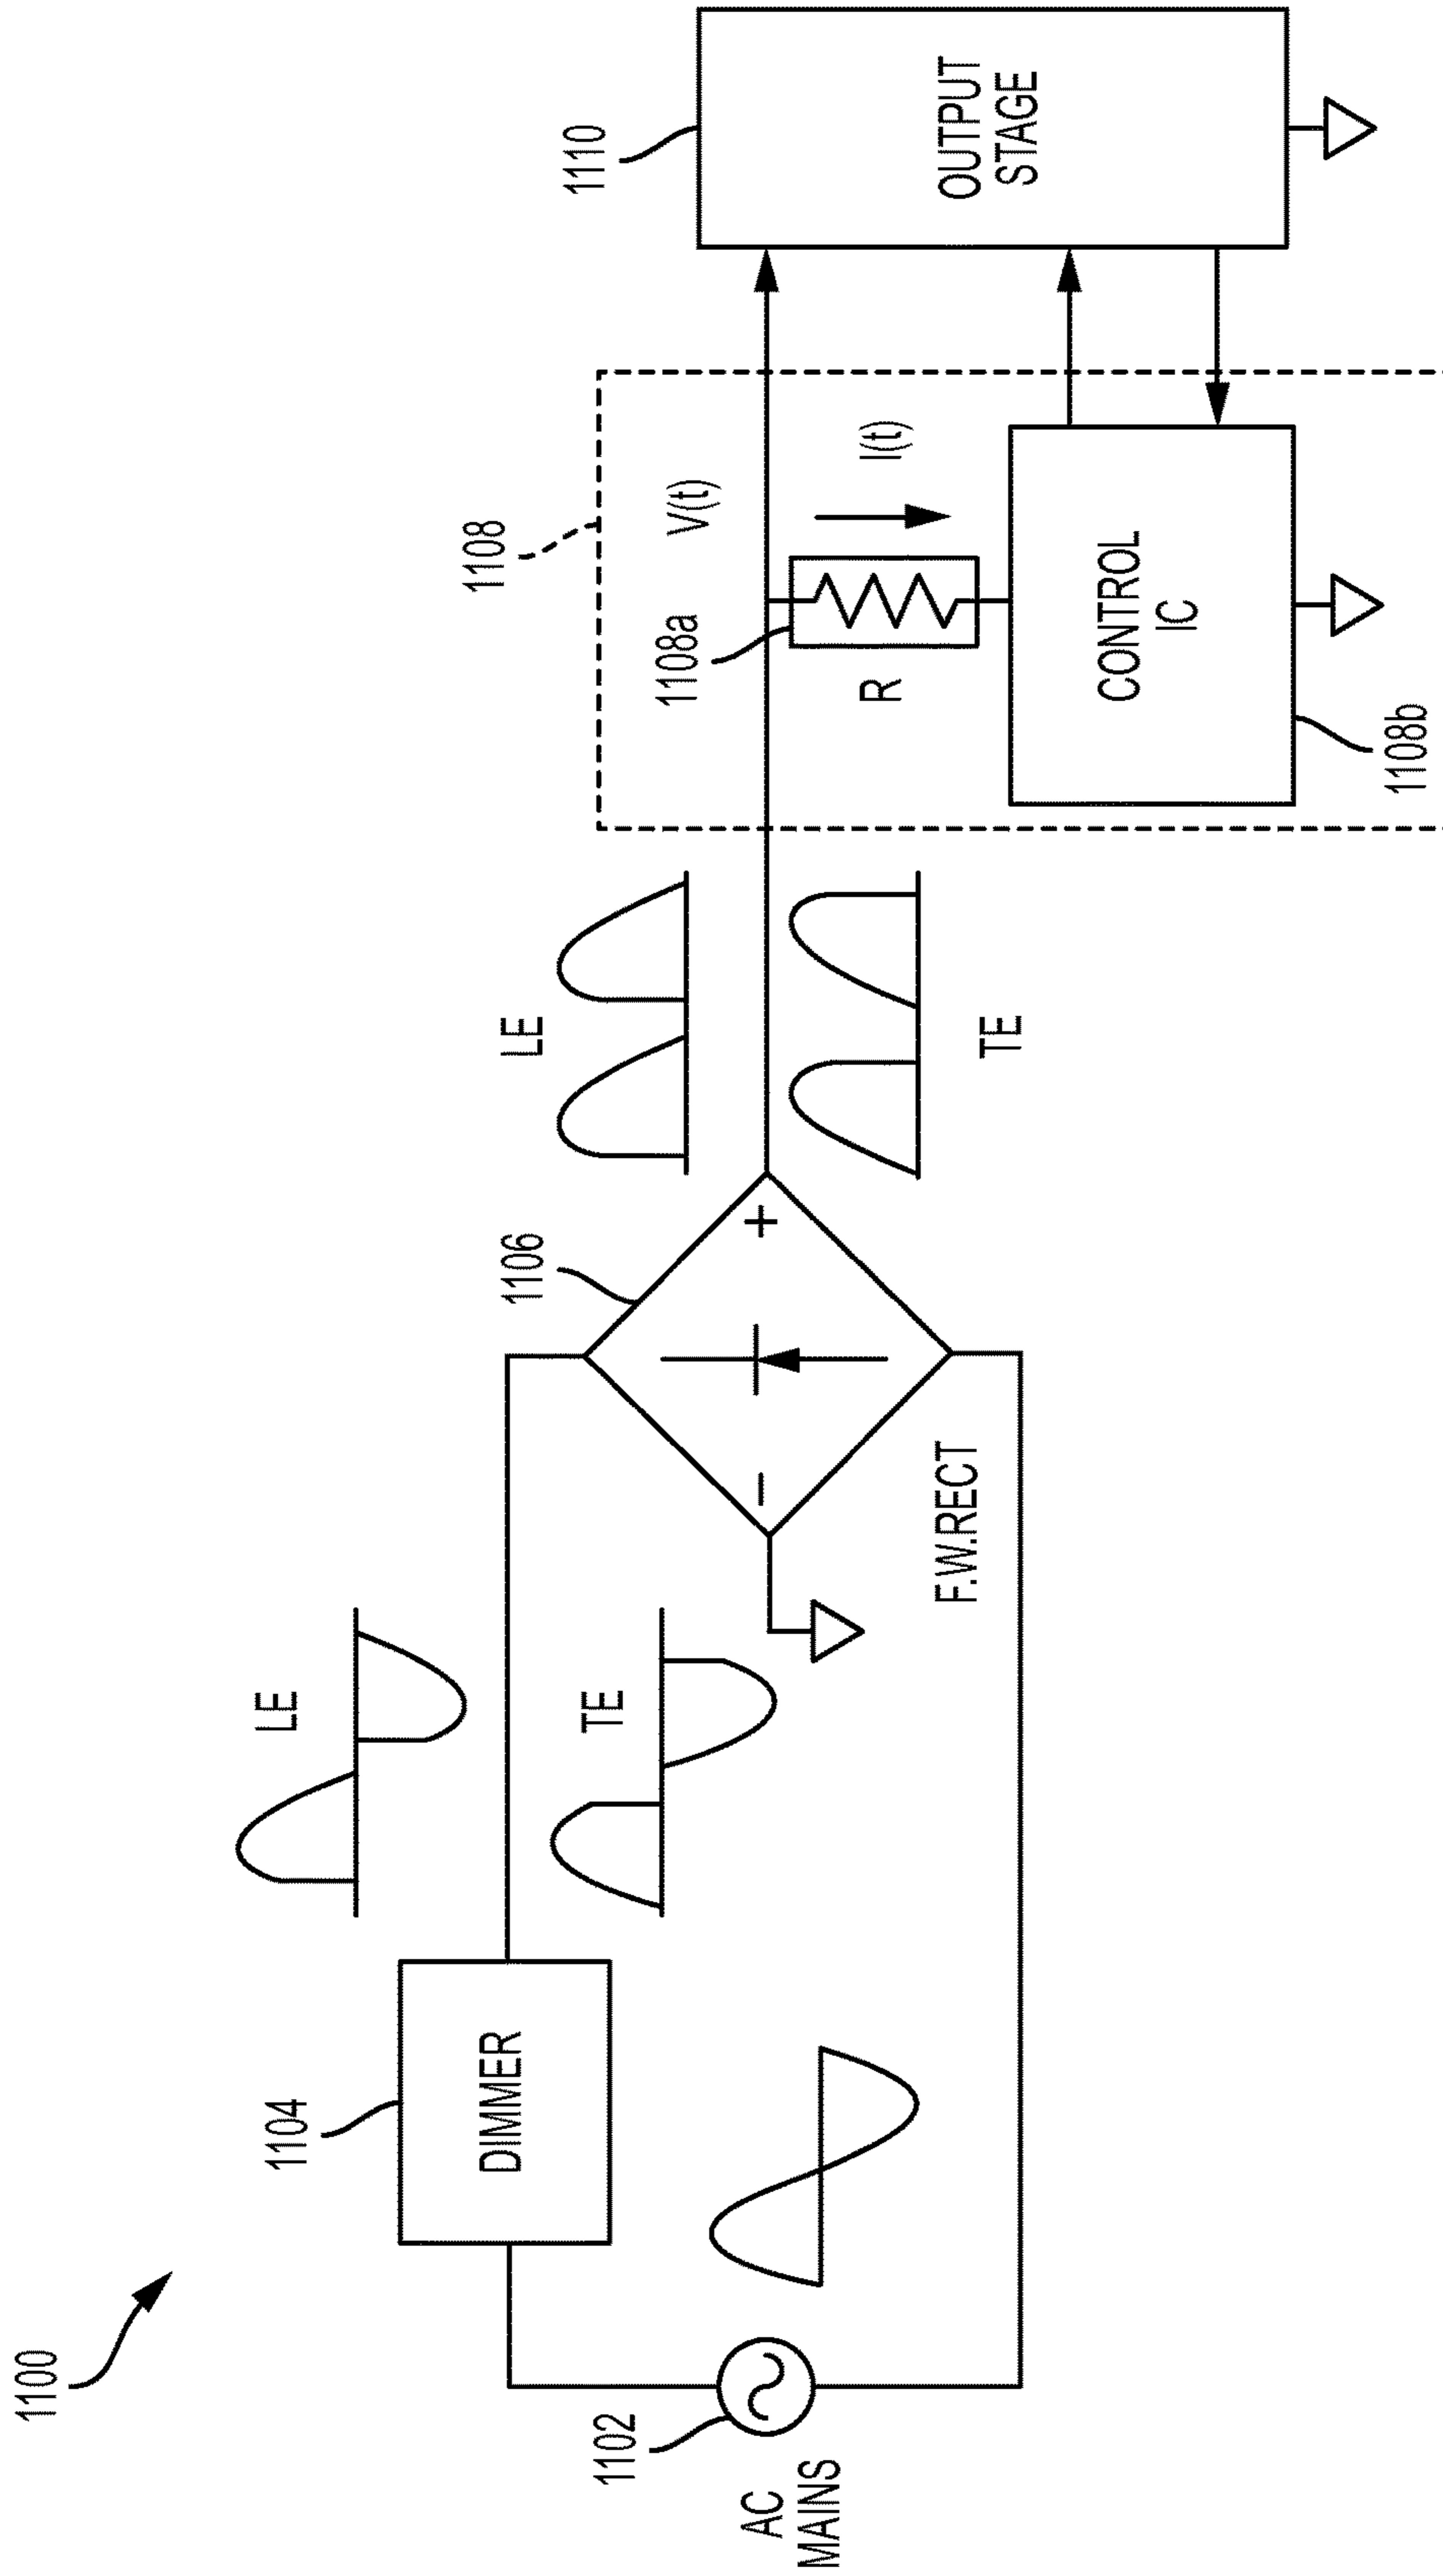 1100
1102
AC
MAINS
1104
DIMMER
LE
TE
1106
F.W.RECT
−
+
LE
TE
1108
V(t)
1108a
R
I(t)
CONTROL
IC
1108b
1110
OUTPUT
STAGE